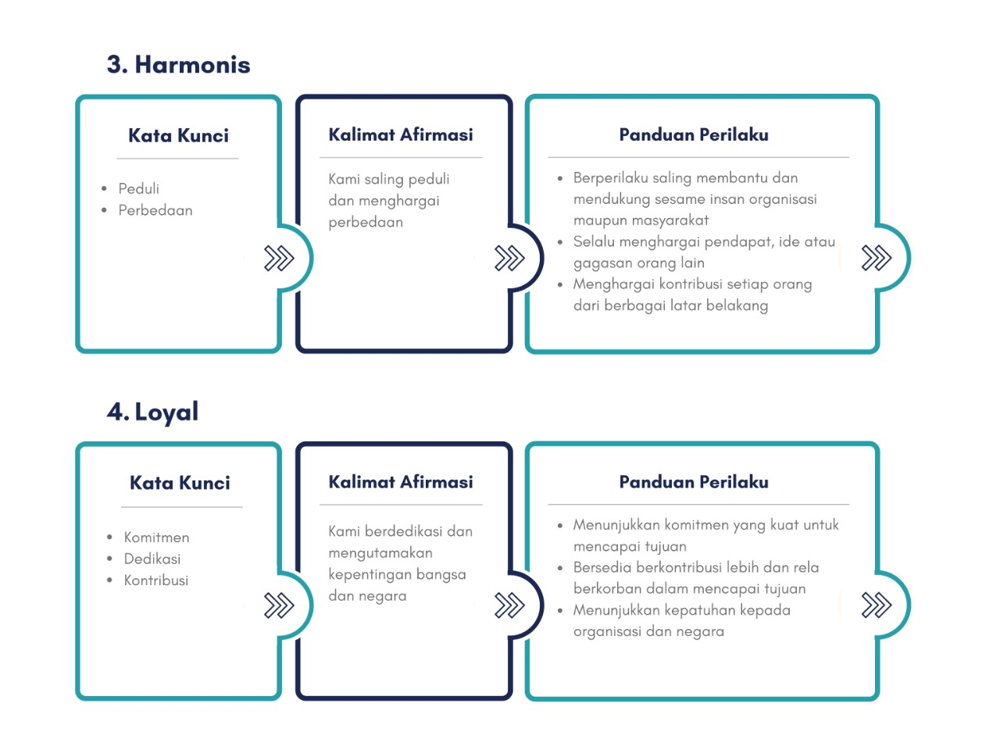 3. Harmonis
Kata Kunci
• Peduli
• Perbedaan
Kalimat Afirmasi
Kami saling peduli
dan menghargai
perbedaan
Panduan Perilaku
• Berperilaku saling membantu dan
mendukung sesame insan organisasi
maupun masyarakat
• Selalu menghargai pendapat, ide atau
gagasan orang lain
• Menghargai kontribusi setiap orang
dari berbagai latar belakang
4. Loyal
Kata Kunci
• Komitmen
• Dedikasi
• Kontribusi
Kalimat Afirmasi
Kami berdedikasi dan
mengutamakan
kepentingan bangsa
dan negara
Panduan Perilaku
• Menunjukkan komitmen yang kuat untuk
mencapai tujuan
• Bersedia berkontribusi lebih dan rela
berkorban dalam mencapai tujuan
• Menunjukkan kepatuhan kepada
organisasi dan negara